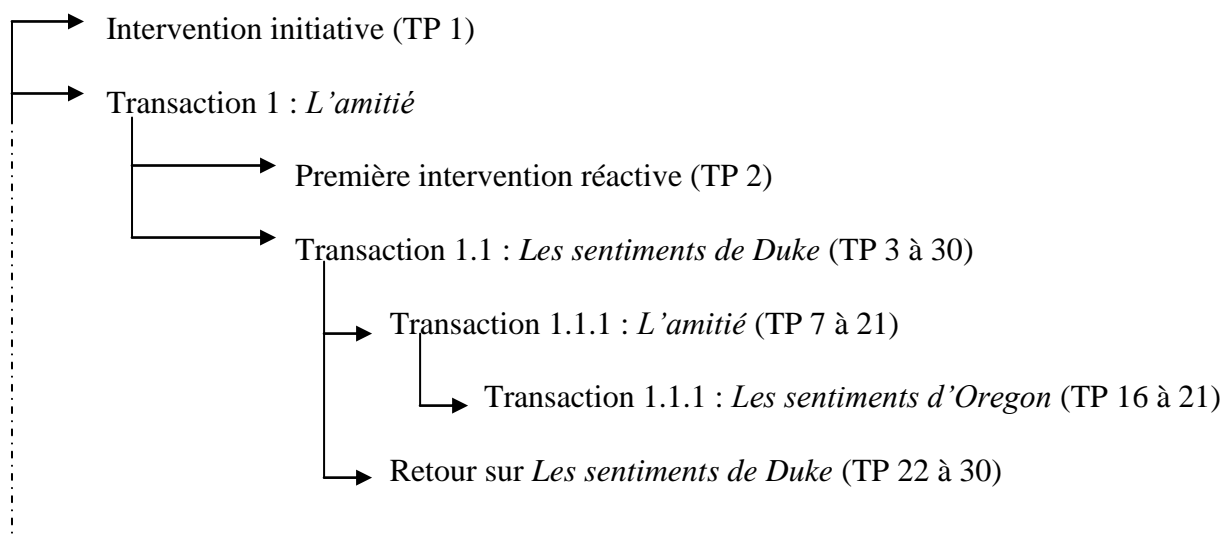 Intervention initiative (TP 1)
Transaction 1 : L’amitié
Première intervention réactive (TP 2)
Transaction 1.1 : Les sentiments de Duke (TP 3 à 30)
Transaction 1.1.1 : L’amitié (TP 7 à 21)
Transaction 1.1.1 : Les sentiments d’Oregon (TP 16 à 21)
Retour sur Les sentiments de Duke (TP 22 à 30)